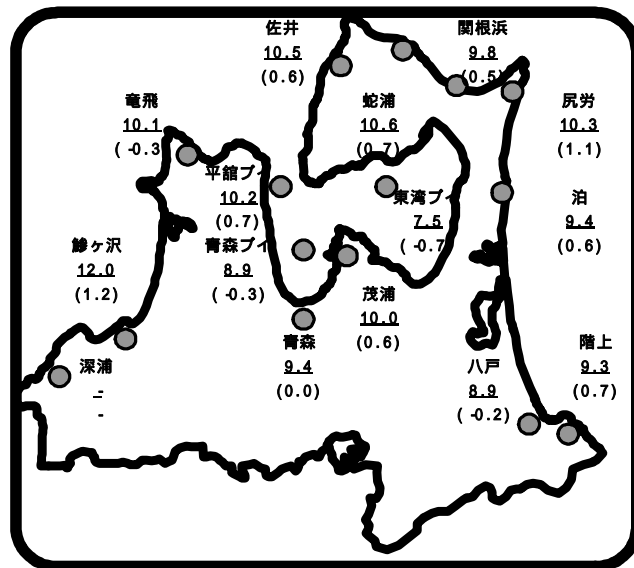 佐井
10.5
(0.6)
関根浜
9.8
(0.5)
竜飛
10.1
( -0.3
蛇浦
10.6
(0.7)
尻労
10.3
(1.1)
平舘ブイ
10.2
(0.7)
東湾ブイ
7.5
( -0.7
泊
9.4
(0.6)
鰺ヶ沢
12.0
(1.2)
青森ブイ
8.9
( -0.3)
茂浦
10.0
(0.6)
深浦
-
-
青森
9.4
(0.0)
八戸
8.9
( -0.2)
階上
9.3
(0.7)